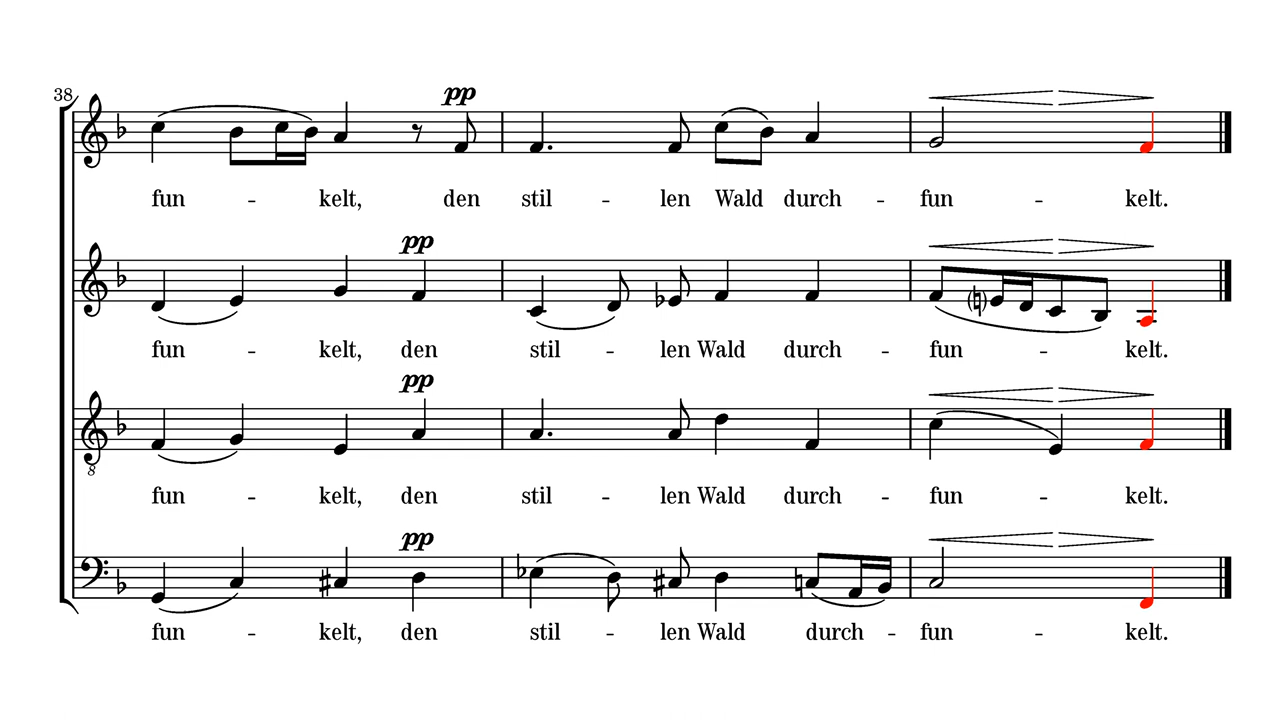 38
pp
fun - kelt, den stil - len Wald durch - fun - kelt.
pp
fun - kelt, den stil - len Wald durch - fun - kelt.
pp
8
fun - kelt, den stil - len Wald durch - fun - kelt.
pp
fun - kelt, den stil - len Wald durch - fun - kelt.